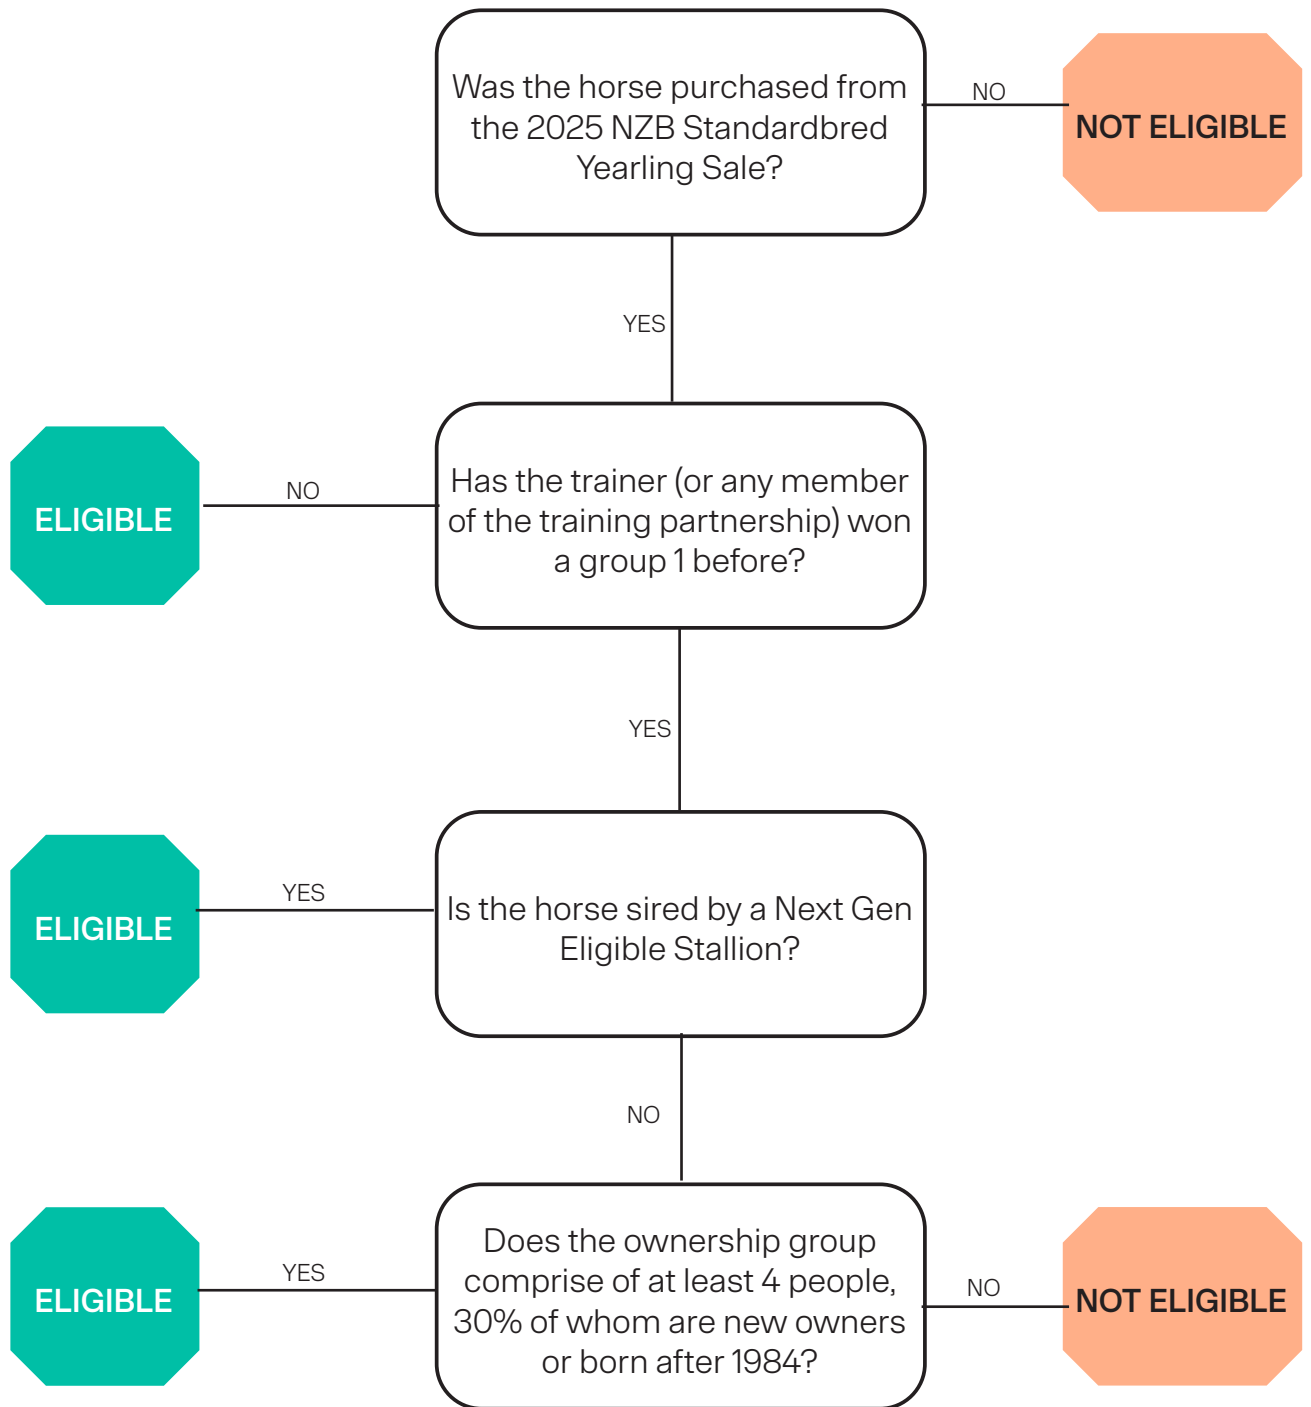 Was the horse purchased from
the 2025 NZB Standardbred
Yearling Sale?
NO
NOT ELIGIBLE
YES
ELIGIBLE
NO
Has the trainer (or any member
of the training partnership) won
a group 1 before?
YES
ELIGIBLE
YES
Is the horse sired by a Next Gen
Eligible Stallion?
NO
ELIGIBLE
YES
Does the ownership group
comprise of at least 4 people,
30% of whom are new owners
or born after 1984?
NO
NOT ELIGIBLE